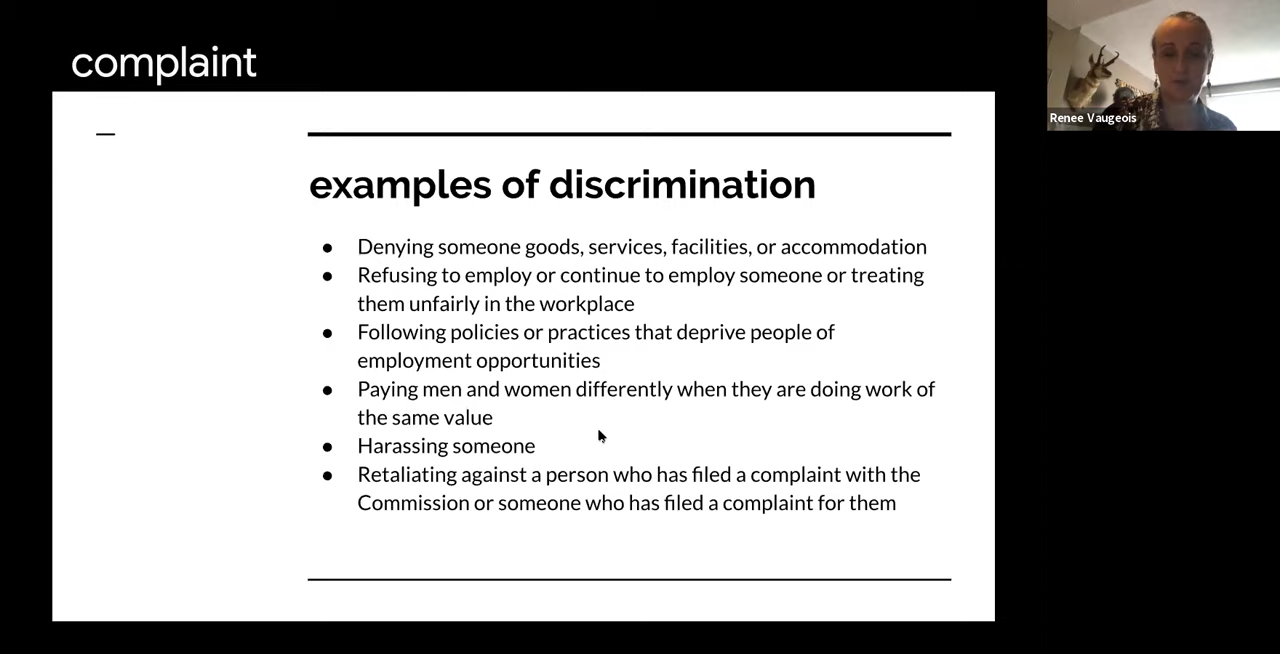 complaint
Renee Vaugeois
examples of discrimination
● Denying someone goods, services, facilities, or accommodation
● Refusing to employ or continue to employ someone or treating
them unfairly in the workplace
● Following policies or practices that deprive people of
employment opportunities
● Paying men and women differently when they are doing work of
the same value
● Harassing someone
● Retaliating against a person who has filed a complaint with the
Commission or someone who has filed a complaint for them